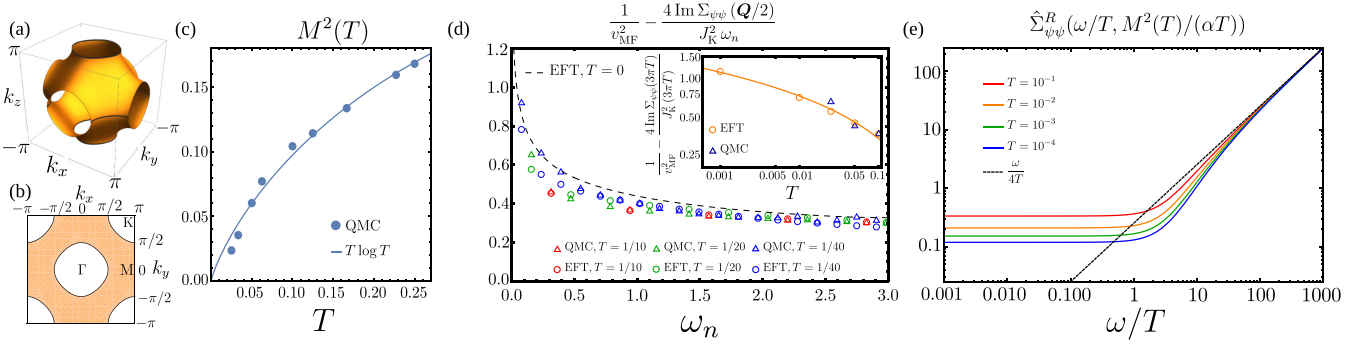 (a)
π
k_z
−π
k_x
π
k_y
−π
(b)
k_x
−π −π/2 0 π/2 π
K
π/2
Γ
M 0 k_y
−π/2
−π
(c)
M²(T)
0.15
0.10
0.05
0.00
QMC
T log T
0.05 0.10 0.15 0.20 0.25
T
(d)
1/v²_MF − 4 Im Σ_ψψ (Q/2)/J²_K ω_n
1.2
1.0
0.8
0.6
0.4
0.2
0.0
EFT, T = 0
1/v²_MF − 4 Im Σ_ψψ(3πT)/J²_K (3πT)
1.50
1.00
0.75
0.50
0.25
EFT
QMC
0.001 0.005 0.01 0.05 0.1
T
QMC, T = 1/10 QMC, T = 1/20 QMC, T = 1/40
EFT, T = 1/10 EFT, T = 1/20 EFT, T = 1/40
0.0 0.5 1.0 1.5 2.0 2.5 3.0
ω_n
(e)
Σ̂^R_ψψ(ω/T, M²(T)/(αT))
100
10
1
0.1
T = 10⁻¹
T = 10⁻²
T = 10⁻³
T = 10⁻⁴
ω/4T
0.001 0.01 0.100 1 10 100 1000
ω/T